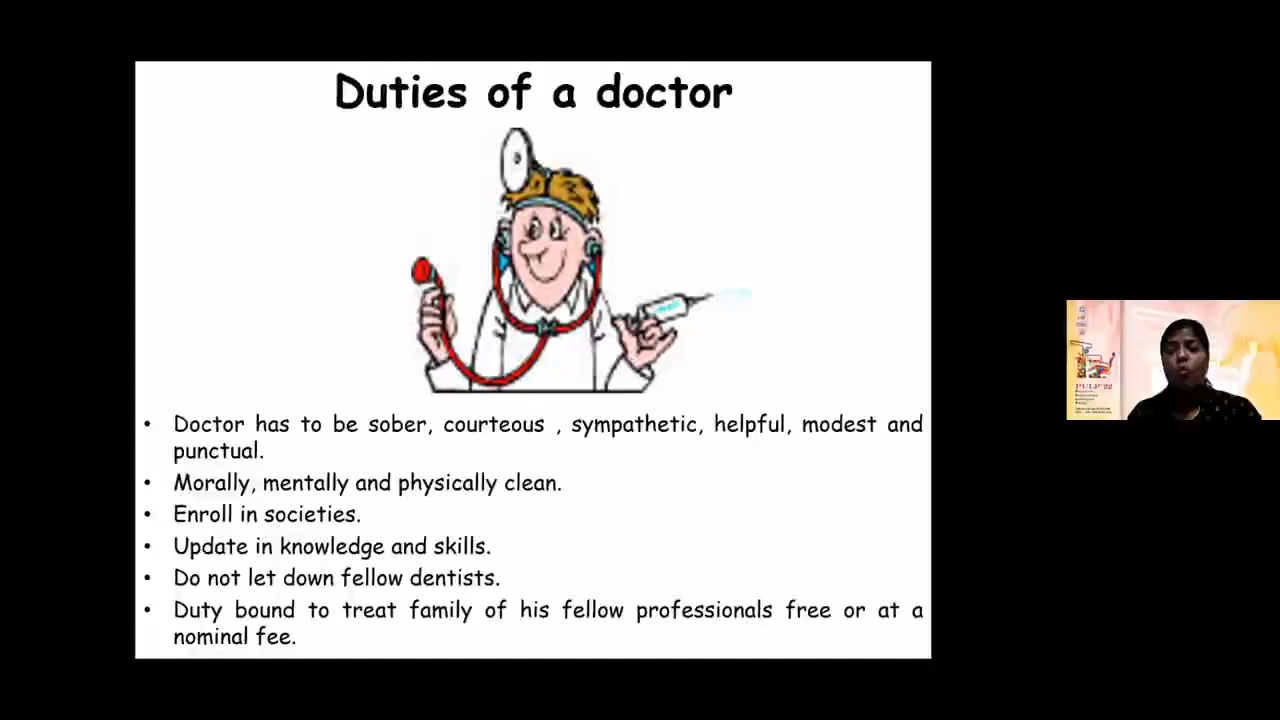 Duties of a doctor
• Doctor has to be sober, courteous , sympathetic, helpful, modest and
punctual.
• Morally, mentally and physically clean.
• Enroll in societies.
• Update in knowledge and skills.
• Do not let down fellow dentists.
• Duty bound to treat family of his fellow professionals free or at a
nominal fee.
PULP'22